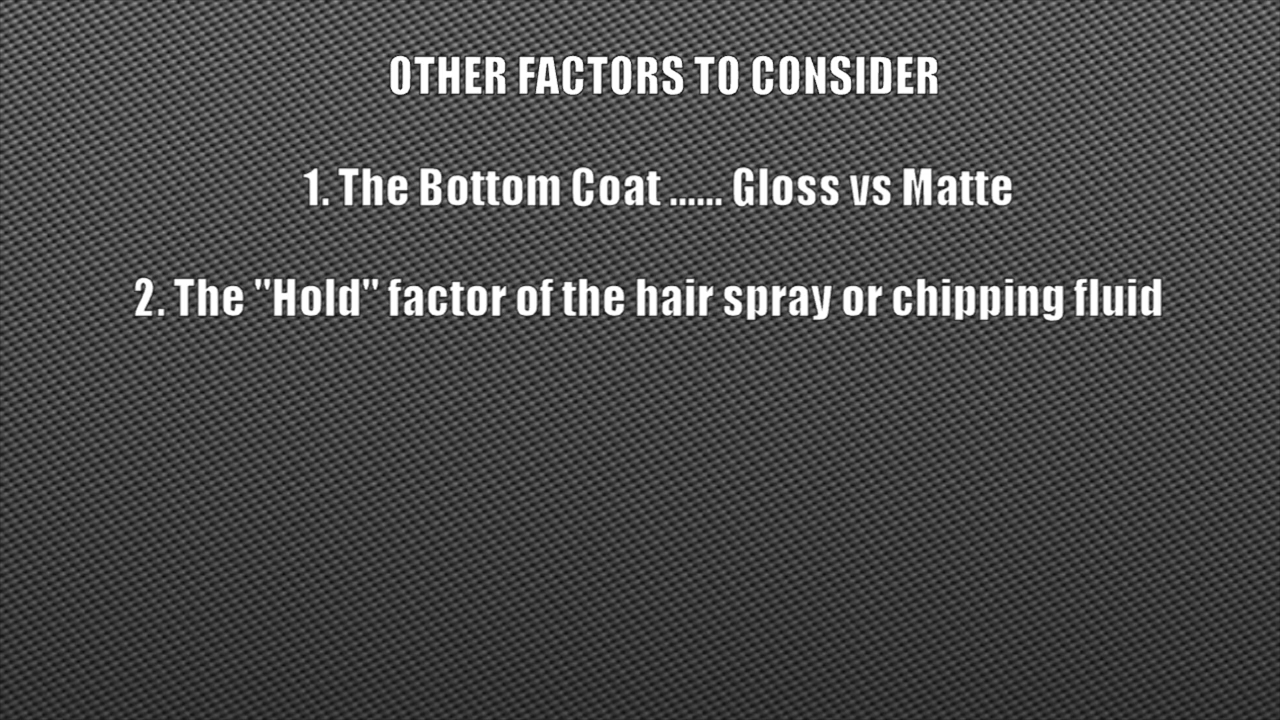 OTHER FACTORS TO CONSIDER
1. The Bottom Coat ...... Gloss vs Matte
2. The "Hold" factor of the hair spray or chipping fluid